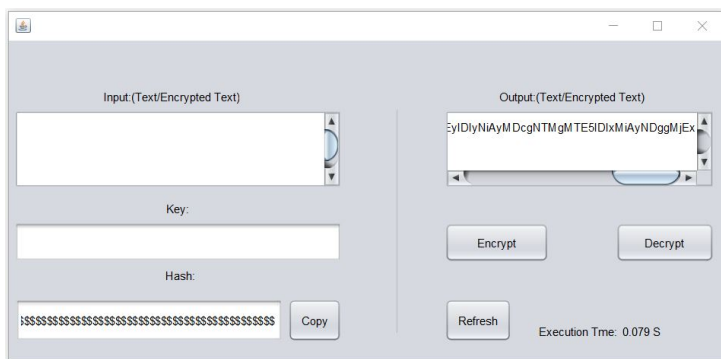 Input:(Text/Encrypted Text)
Output:(Text/Encrypted Text)
EyIDIyNiAyMDcgNTMgMTE5IDIxMiAyNDggMjEx
Key:
Encrypt
Decrypt
Hash:
$$$$$$$$$$$$$$$$$$$$$$$$$$$$$$$$$$$$$$$$$$$$$$$
Copy
Refresh
Execution Tme: 0.079 S